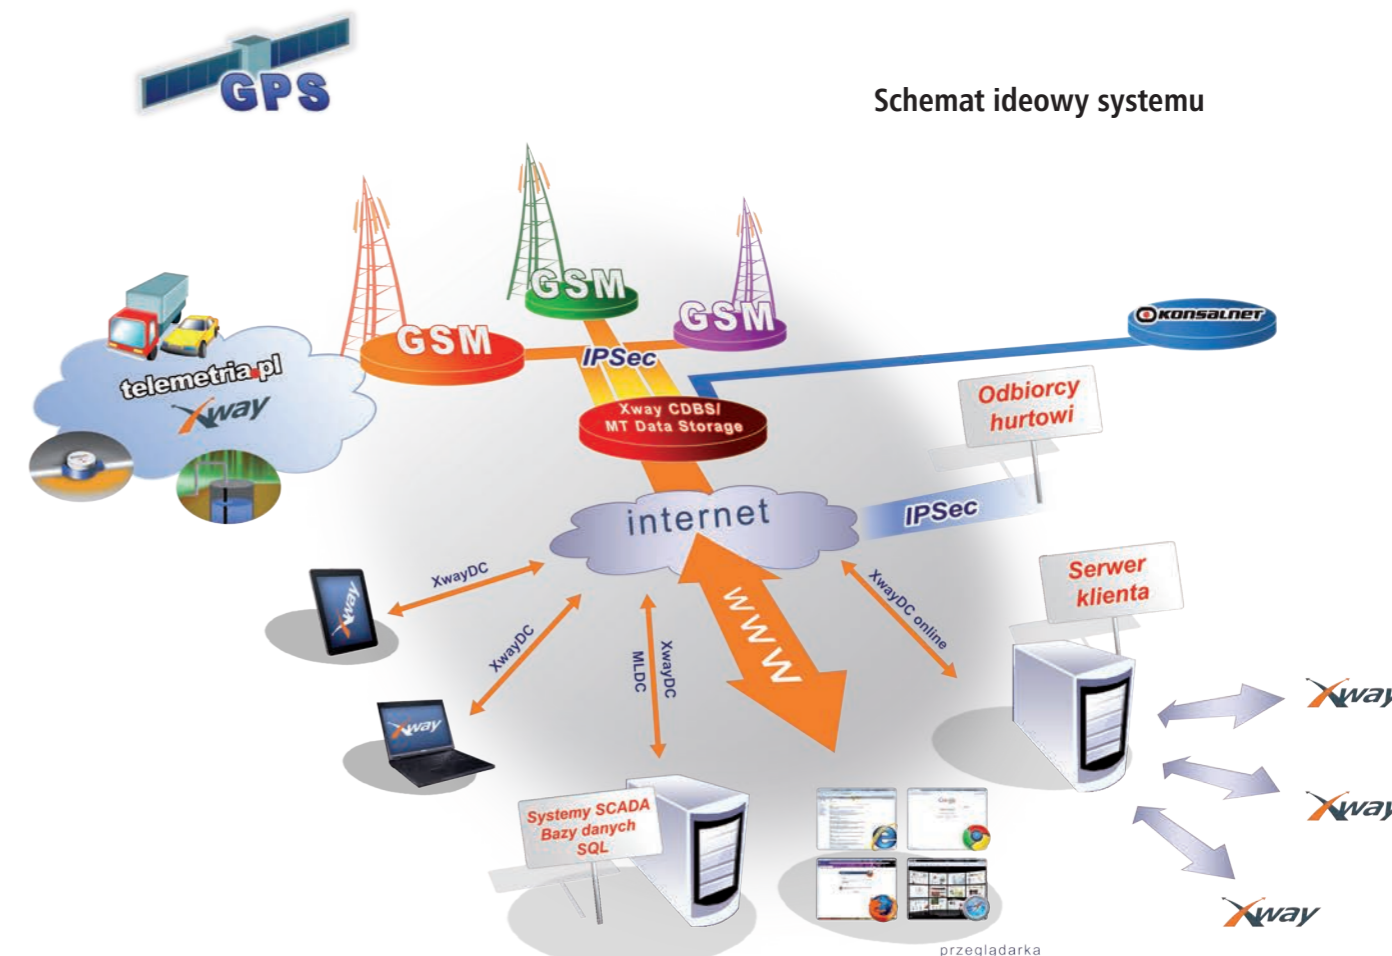 GPS
Schemat ideowy systemu
GSM
GSM
GSM
IPSec
KONSALNET
telemetria.pl
Xway
Xway CDBS/
MT Data Storage
Odbiorcy
hurtowi
internet
IPSec
XwayDC
XwayDC
XwayDC
MLDC
WWW
XwayDC online
Serwer
klienta
Xway
Xway
Systemy SCADA
Bazy danych
SQL
Xway
Xway
Xway
przeglądarka